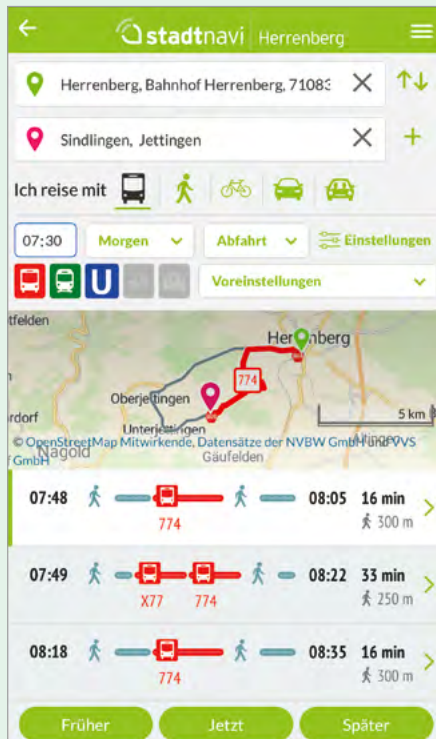 stadtnavi Herrenberg
Herrenberg, Bahnhof Herrenberg, 7108
Sindlingen, Jettingen
Ich reise mit
07:30 Morgen Abfahrt Einstellungen
U Voreinstellungen
tfelden
Herrenberg
774
Oberjettingen
5 km
rdorf
Unterjettingen
© OpenStreetMap Mitwirkende, Datensätze der NVBW GmbH und VVS
GmbH
Nagold
Gäufelden
07:48 08:05 16 min
774 300 m
07:49 08:22 33 min
X77 774 250 m
08:18 08:35 16 min
774 300 m
Früher Jetzt Später